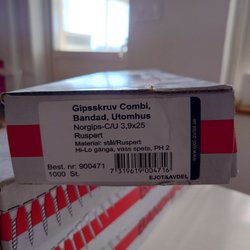 Gipsskruv Combi,
Bandad, Utomhus
Norgips-C/U 3,9x25
Ruspert
Material: stål/Ruspert
Hi-Lo gänga, vass spets, PH 2
Best. nr: 900471
1000 St.
7 319619 004716
EJOT&AVDEL